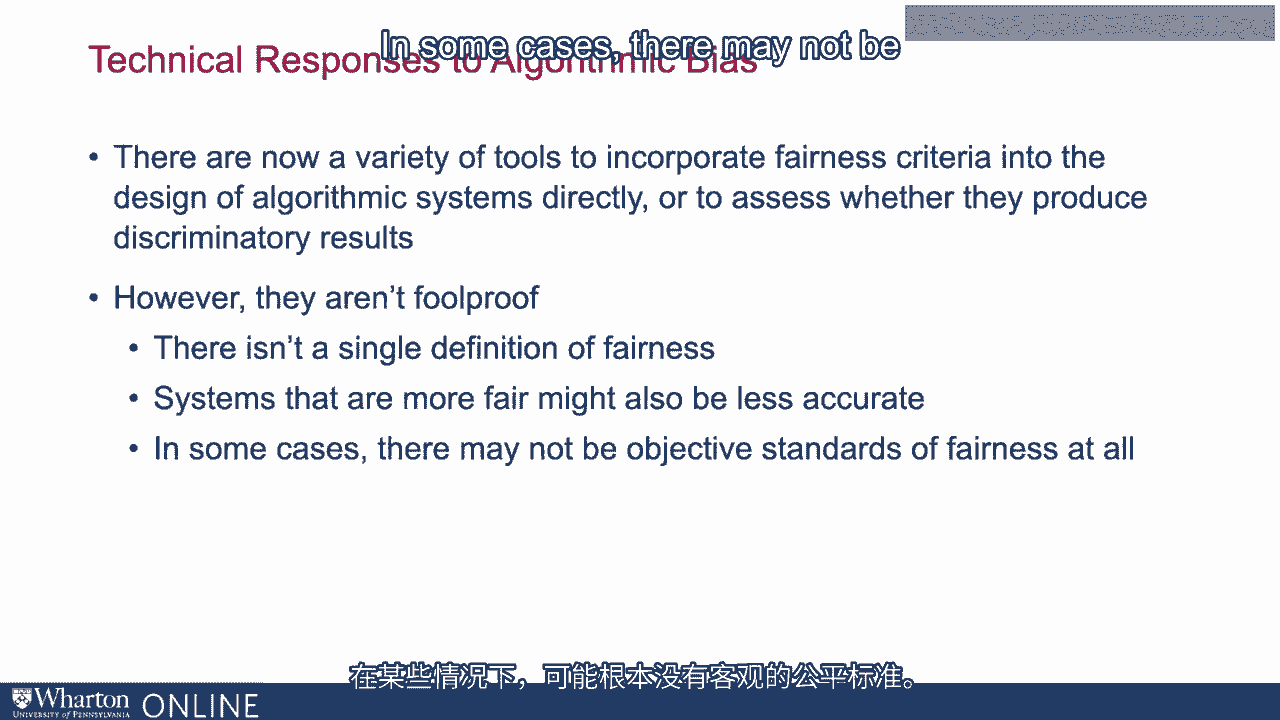 In some cases, there may not be
Technical Responses to Algorithmic Bias
• There are now a variety of tools to incorporate fairness criteria into the
design of algorithmic systems directly, or to assess whether they produce
discriminatory results
• However, they aren't foolproof
• There isn't a single definition of fairness
• Systems that are more fair might also be less accurate
• In some cases, there may not be objective standards of fairness at all
在某些情况下，可能根本没有客观的公平标准。
Wharton ONLINE
UNIVERSITY of PENNSYLVANIA